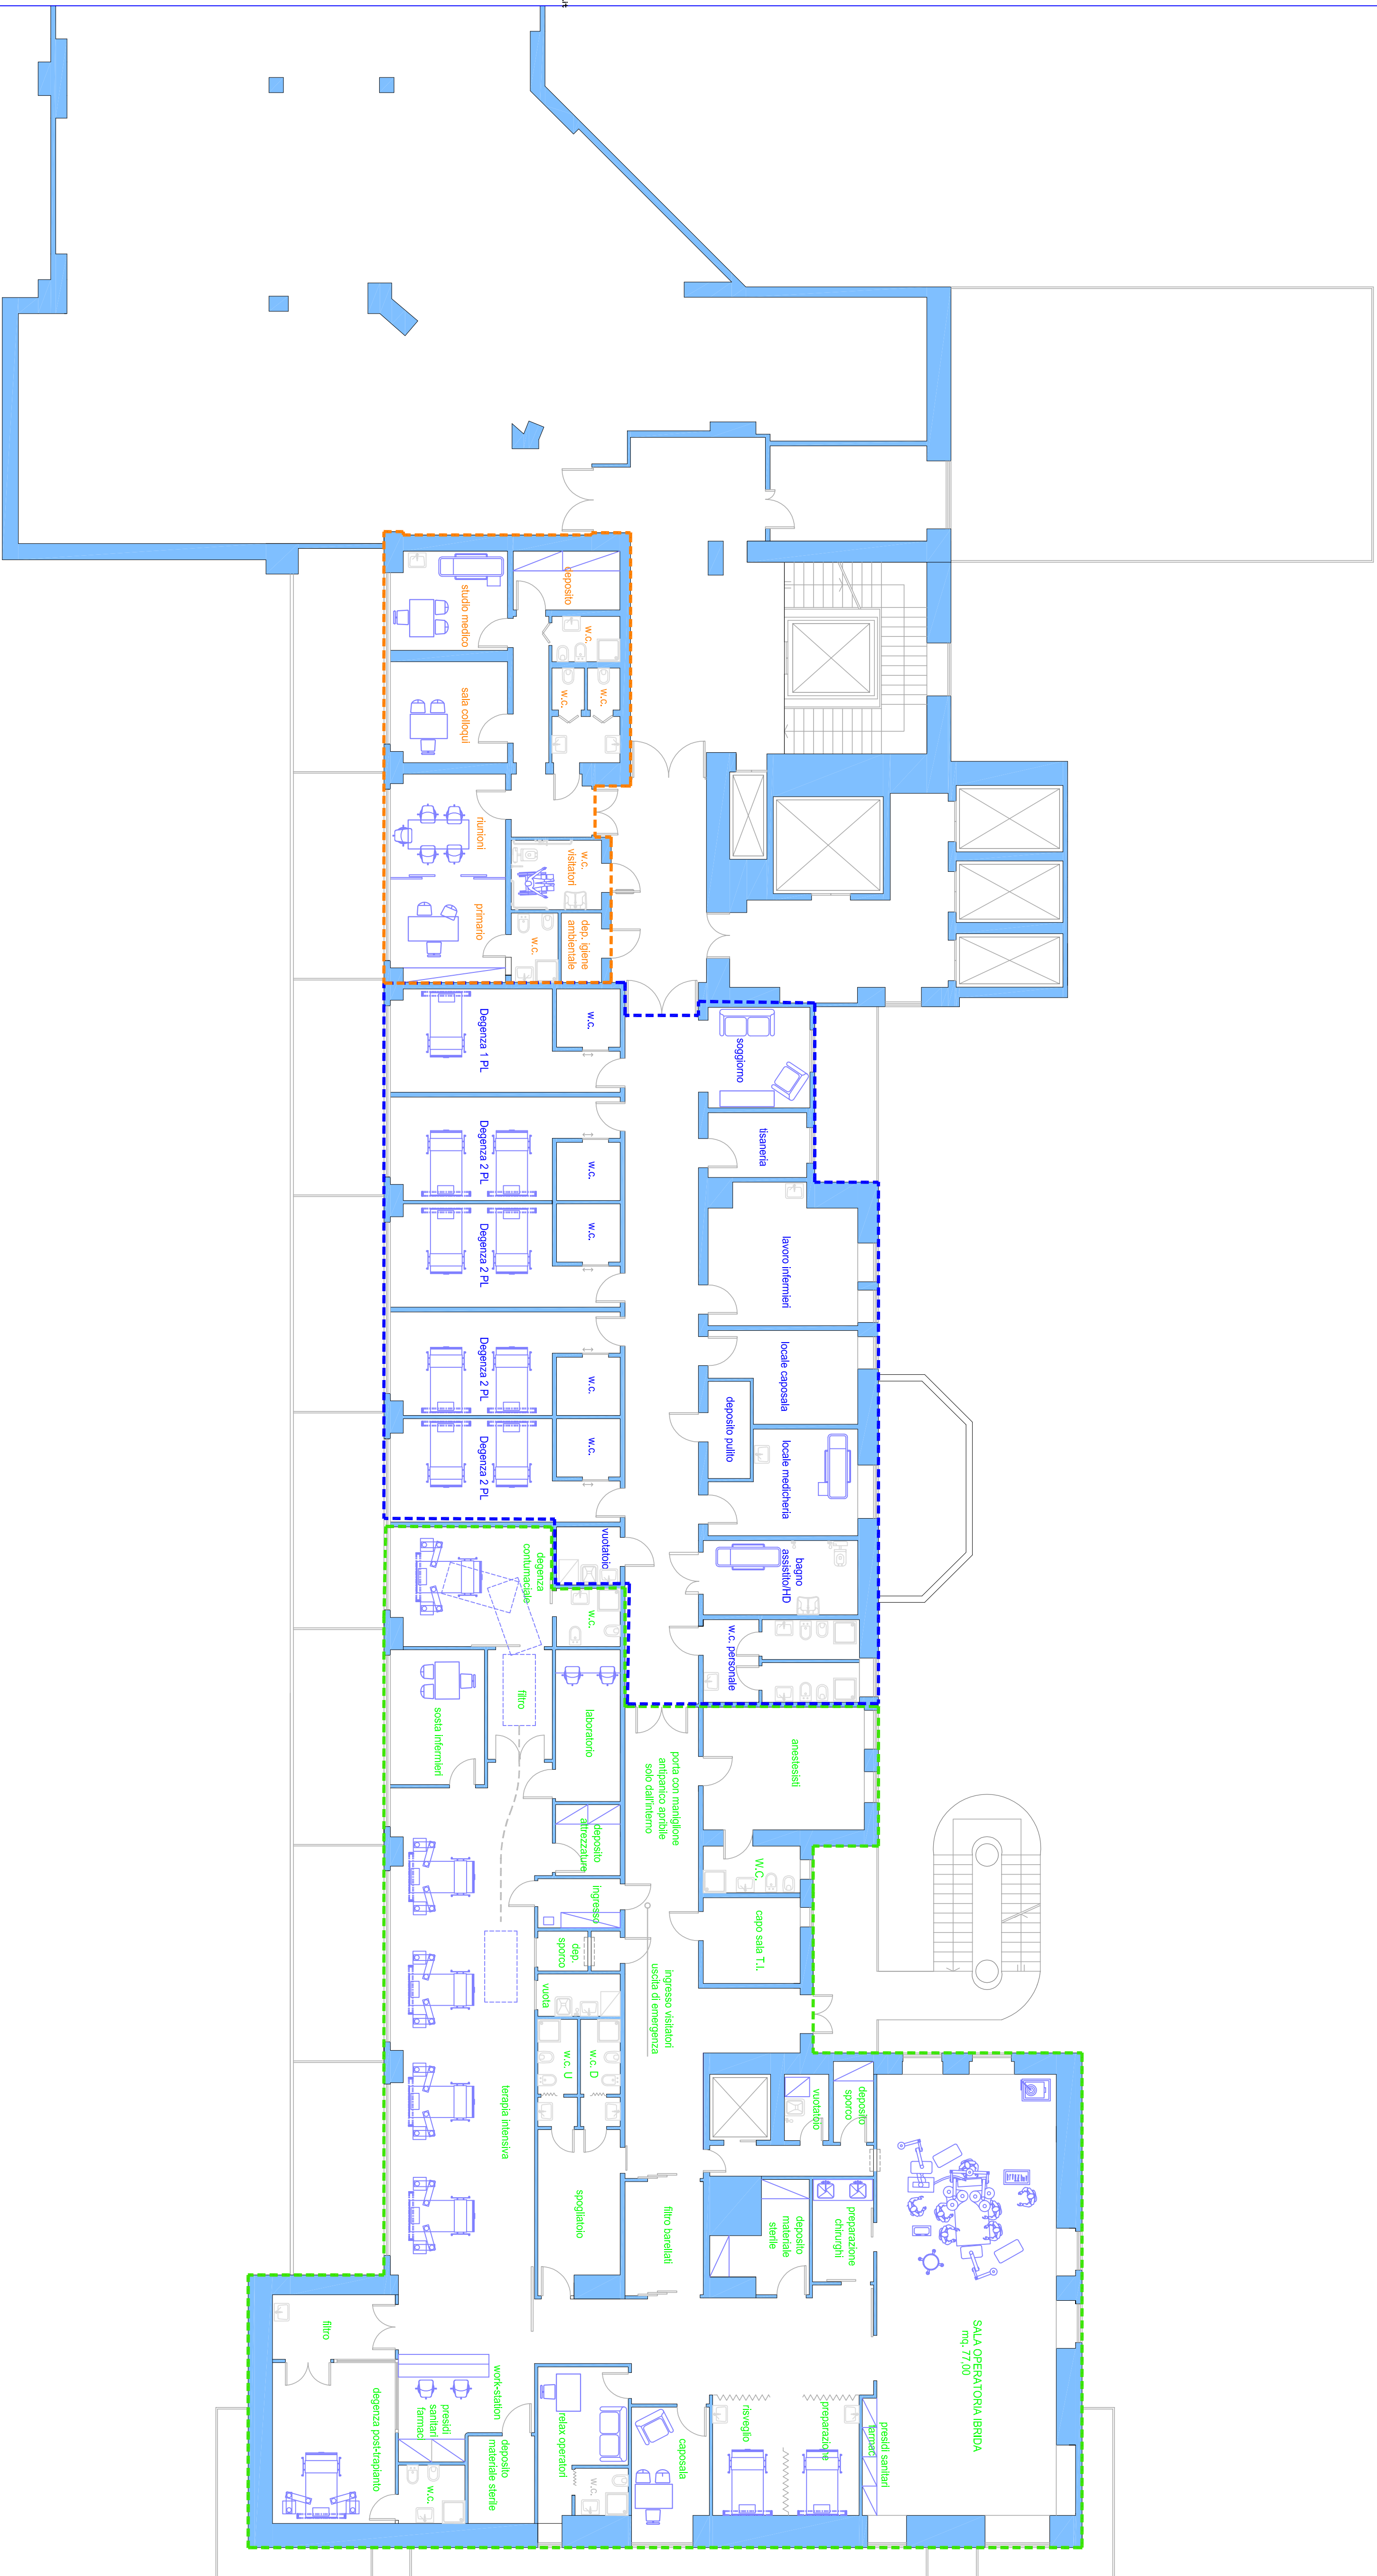 studio medico
deposito
w.c.
sala colloqui
w.c.
w.c.
riunioni
w.c.
visitatori
primario
w.c.
dep. igiene
ambientale
Degenza 1 PL
w.c.
soggiorno
Degenza 2 PL
w.c.
tisaneria
Degenza 2 PL
w.c.
lavoro infermieri
Degenza 2 PL
w.c.
locale caposala
deposito pulito
Degenza 2 PL
w.c.
locale medicheria
vuotatoio
bagno
assistito/HD
degenza
contumaciale
w.c.
w.c. personale
filtro
sosta infermieri
laboratorio
porta con maniglione
antipanico apribile
solo dall'interno
anestesisti
deposito
attrezzature
W.C.
ingresso
capo sala T.I.
dep.
sporco
ingresso visitatori
uscita di emergenza
vuota
w.c. U
w.c. D
terapia intensiva
vuotatoio
deposito
sporco
spogliatoio
filtro barellati
deposito
materiale
sterile
preparazione
chirurghi
SALA OPERATORIA IBRIDA
mq. 77,00
filtro
work-station
presidi
sanitari
farmaci
degenza post-trapianto
w.c.
deposito
materiale sterile
relax operatori
w.c.
caposala
risveglio
preparazione
presidi sanitari
farmaci